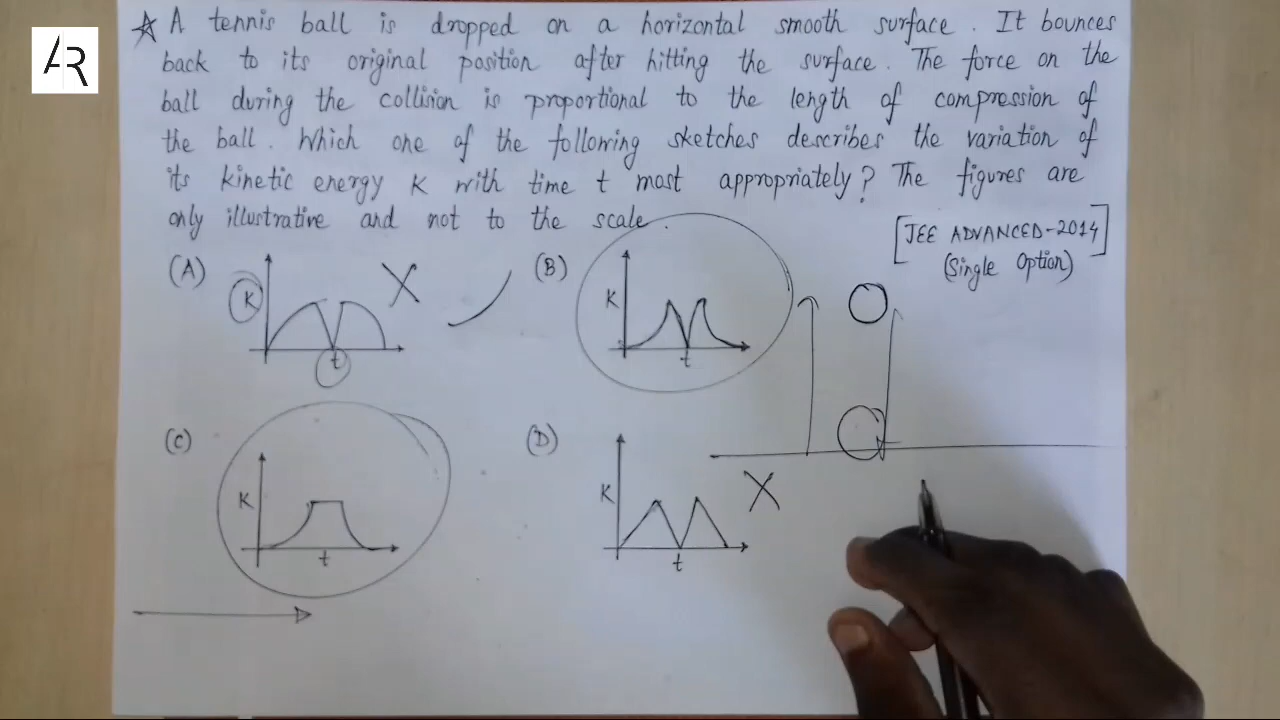 AR
☆ A tennis ball is dropped on a horizontal smooth surface. It bounces
back to its original position after hitting the surface. The force on the
ball during the collision is proportional to the length of compression of
the ball. Which one of the following sketches describes the variation of
its kinetic energy K with time t most appropriately? The figures are
only illustrative and not to the scale.
[JEE ADVANCED-2014]
(Single Option)
(A)
K
t
X
(B)
K
t
(C)
K
t
(D)
K
t
X